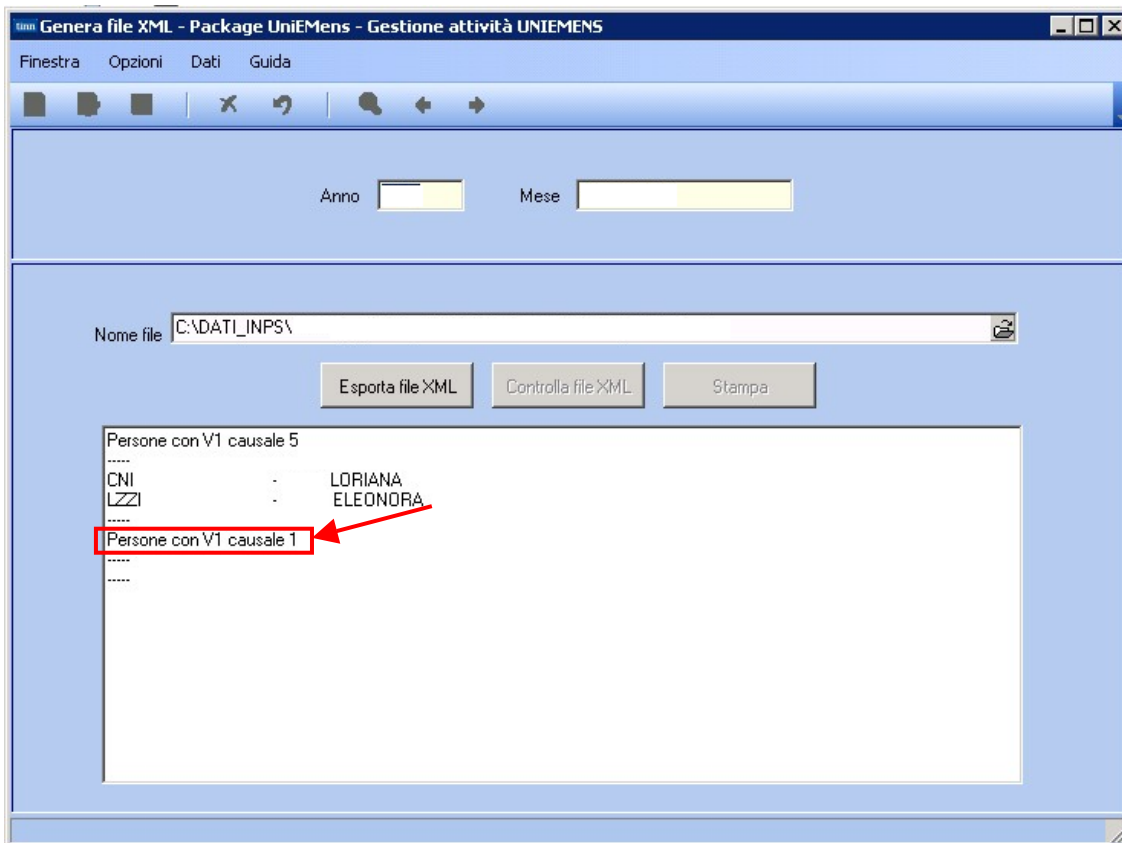 tinn Genera file XML - Package UniEMens - Gestione attività UNIEMENS
Finestra Opzioni Dati Guida
Anno Mese
Nome file C:\DATI_INPS\
Esporta file XML Controlla file XML Stampa
Persone con V1 causale 5
-----
CNI - LORIANA
LZZI - ELEONORA
-----
Persone con V1 causale 1
-----
-----